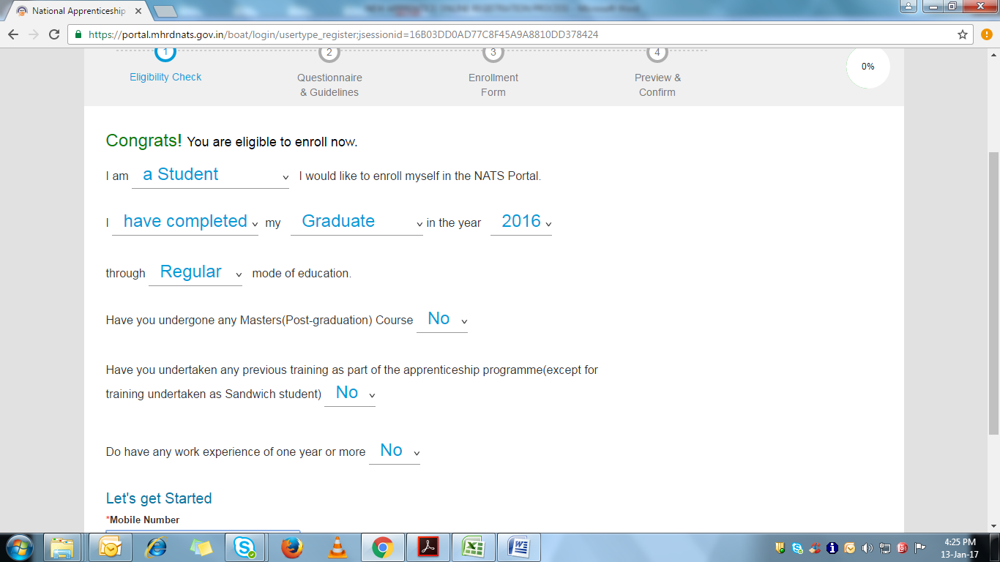 National Apprenticeship
https://portal.mhrdnats.gov.in/boat/login/usertype_register;jsessionid=16B03DD0AD77C8F45A9A8810DD378424
1 2 3 4
Eligibility Check Questionnaire Enrollment Preview & 0%
& Guidelines Form Confirm
Congrats! You are eligible to enroll now.
I am a Student I would like to enroll myself in the NATS Portal.
I have completed my Graduate in the year 2016
through Regular mode of education.
Have you undergone any Masters(Post-graduation) Course No
Have you undertaken any previous training as part of the apprenticeship programme(except for
training undertaken as Sandwich student) No
Do have any work experience of one year or more No
Let's get Started
*Mobile Number
4:25 PM
13-Jan-17